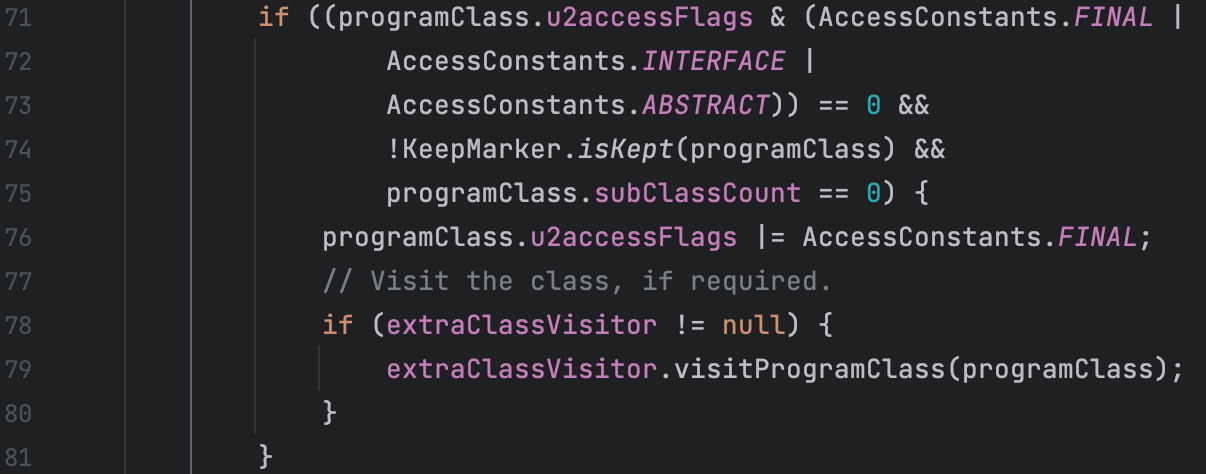 71 if ((programClass.u2accessFlags & (AccessConstants.FINAL |
72 AccessConstants.INTERFACE |
73 AccessConstants.ABSTRACT)) == 0 &&
74 !KeepMarker.isKept(programClass) &&
75 programClass.subClassCount == 0) {
76 programClass.u2accessFlags |= AccessConstants.FINAL;
77 // Visit the class, if required.
78 if (extraClassVisitor != null) {
79 extraClassVisitor.visitProgramClass(programClass);
80 }
81 }